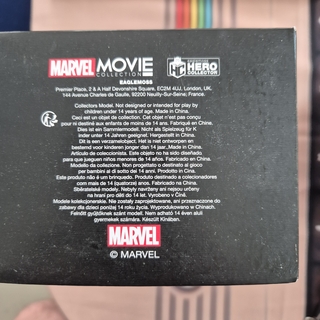 MARVEL MOVIE COLLECTION
EAGLEMOSS
HERO COLLECTOR
Premier Place, 2 & A Half Devonshire Square, EC2M 4UJ, London, UK.
144 Avenue Charles de Gaulle, 92200 Neuilly-Sur-Seine, France.
Collectors Model. Not designed or intended for play by
children under 14 years of age. Made in China.
Ceci est un objet de collection. Cet objet n'est pas conçu
pour ni destiné aux enfants de moins de 14 ans. Fabriqué en Chine.
Dies ist ein Sammelmodell. Nicht als Spielzeug für K
inder unter 14 Jahren geeignet. Hergestellt in China.
Dit is een verzamelobject. Het is niet ontworpen en
bestemd voor kinderen jonger dan 14 jaar. Made in China.
Artículo de coleccionista. Este objeto no ha sido diseñado
para que jueguen niños menores de 14 años. Fabricado en China.
Modello da collezione. Non progettato o destinato al gioco
per bambini al di sotto dei 14 anni. Prodotto in Cina.
Este produto não é um brinquedo. Produto destinado a colecionadores
com mais de 14 (catorze) anos. Fabricado na China.
Sběratelské modely. Nebyly navrženy ani nejsou určeny
na hraní pro děti do 14 let. Vyrobeno v Číně.
Modele kolekcjonerskie. Nie zostały zaprojektowane, ani przeznaczone do
zabawy dla dzieci poniżej 14 roku życia. Wyprodukowano w Chinach.
Felnőtt gyűjtőknek szánt modell. Nem adható 14 éven aluli
gyermekek számára. Készült Kínában.
MARVEL
© MARVEL